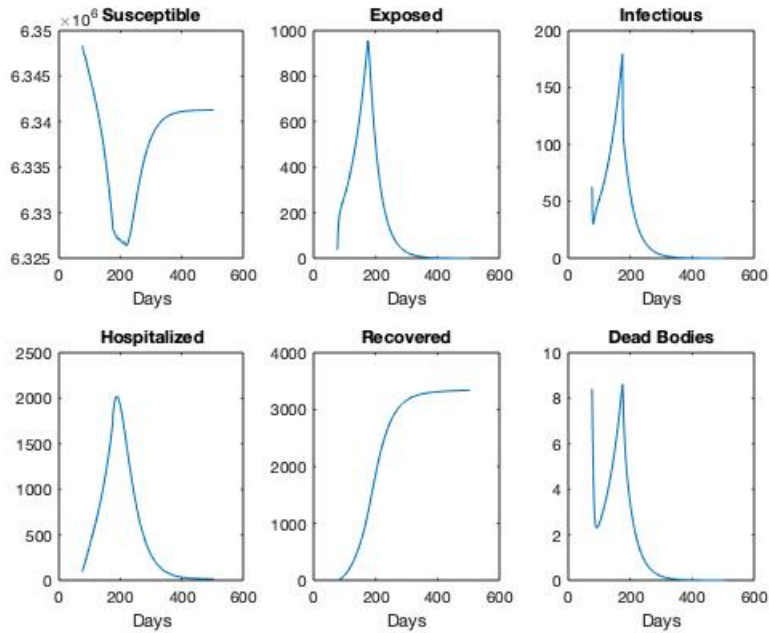 ×10⁶ Susceptible
6.35
6.345
6.34
6.335
6.33
6.325
0 200 400 600
Days
Exposed
1000
800
600
400
200
0
0 200 400 600
Days
Infectious
200
150
100
50
0
0 200 400 600
Days
Hospitalized
2500
2000
1500
1000
500
0
0 200 400 600
Days
Recovered
4000
3000
2000
1000
0
0 200 400 600
Days
Dead Bodies
10
8
6
4
2
0
0 200 400 600
Days